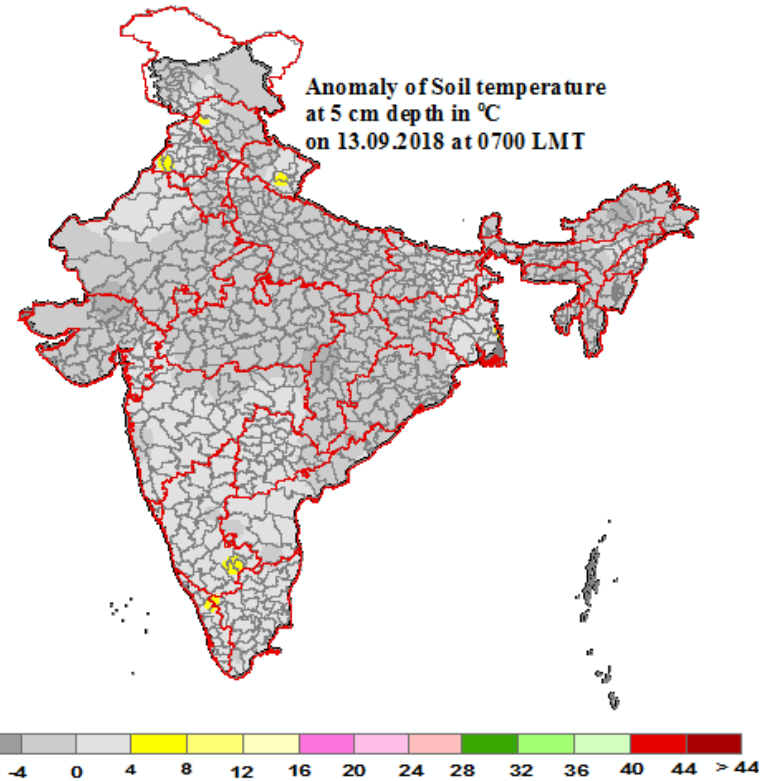 Anomaly of Soil temperature
at 5 cm depth in ⁰C
on 13.09.2018 at 0700 LMT
-4 0 4 8 12 16 20 24 28 32 36 40 44 > 44